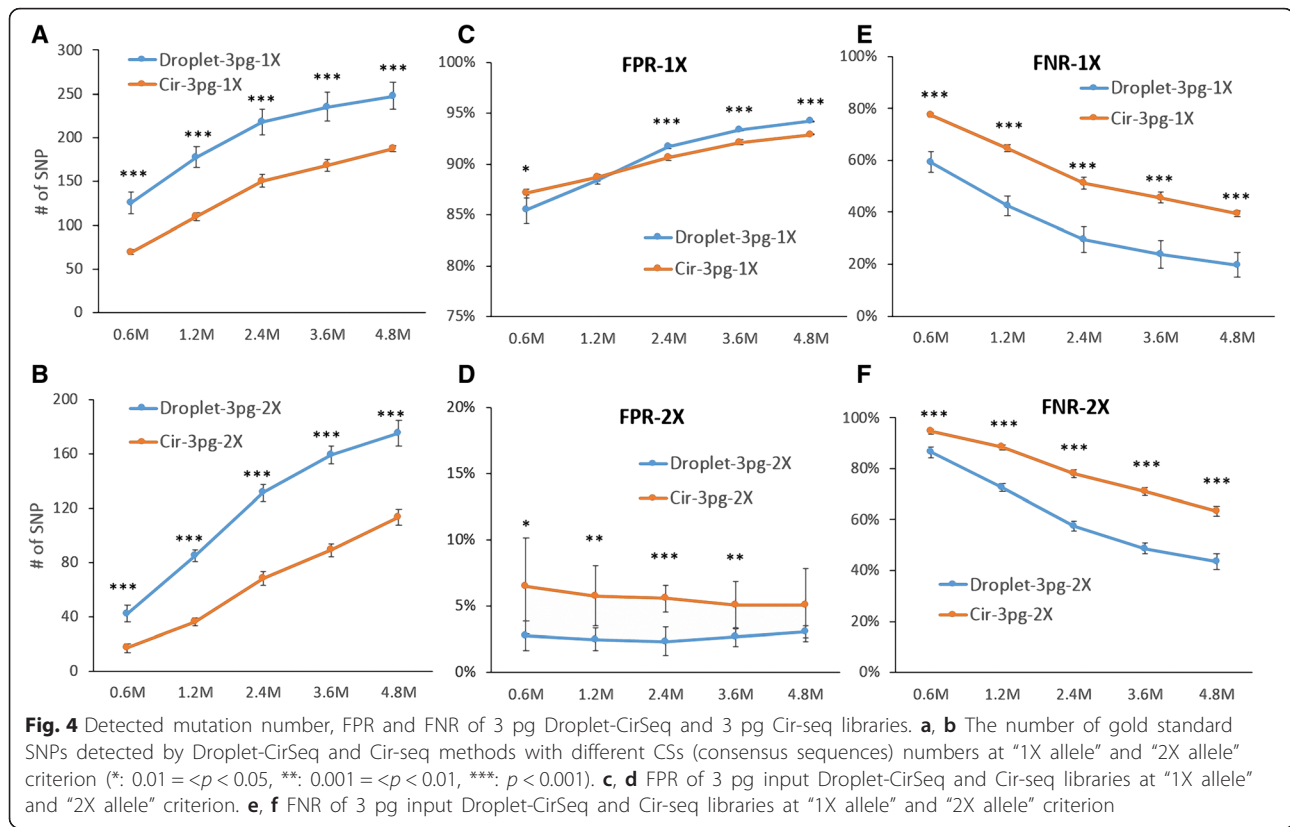 A
300
250
200
150
100
50
0
# of SNP
Droplet-3pg-1X
Cir-3pg-1X
***
***
***
***
***
0.6M 1.2M 2.4M 3.6M 4.8M
C
FPR-1X
100%
95%
90%
85%
80%
75%
*
***
***
***
Droplet-3pg-1X
Cir-3pg-1X
0.6M 1.2M 2.4M 3.6M 4.8M
E
FNR-1X
100%
80%
60%
40%
20%
0%
***
***
***
***
***
Droplet-3pg-1X
Cir-3pg-1X
0.6M 1.2M 2.4M 3.6M 4.8M
B
200
160
120
80
40
0
# of SNP
Droplet-3pg-2X
Cir-3pg-2X
***
***
***
***
***
0.6M 1.2M 2.4M 3.6M 4.8M
D
FPR-2X
20%
15%
10%
5%
0%
Droplet-3pg-2X
Cir-3pg-2X
*
**
***
**
0.6M 1.2M 2.4M 3.6M 4.8M
F
FNR-2X
100%
80%
60%
40%
20%
0%
***
***
***
***
***
Droplet-3pg-2X
Cir-3pg-2X
0.6M 1.2M 2.4M 3.6M 4.8M
Fig. 4 Detected mutation number, FPR and FNR of 3 pg Droplet-CirSeq and 3 pg Cir-seq libraries. a, b The number of gold standard
SNPs detected by Droplet-CirSeq and Cir-seq methods with different CSs (consensus sequences) numbers at “1X allele” and “2X allele”
criterion (*: 0.01 =<p < 0.05, **: 0.001 =<p < 0.01, ***: p < 0.001). c, d FPR of 3 pg input Droplet-CirSeq and Cir-seq libraries at “1X allele”
and “2X allele” criterion. e, f FNR of 3 pg input Droplet-CirSeq and Cir-seq libraries at “1X allele” and “2X allele” criterion